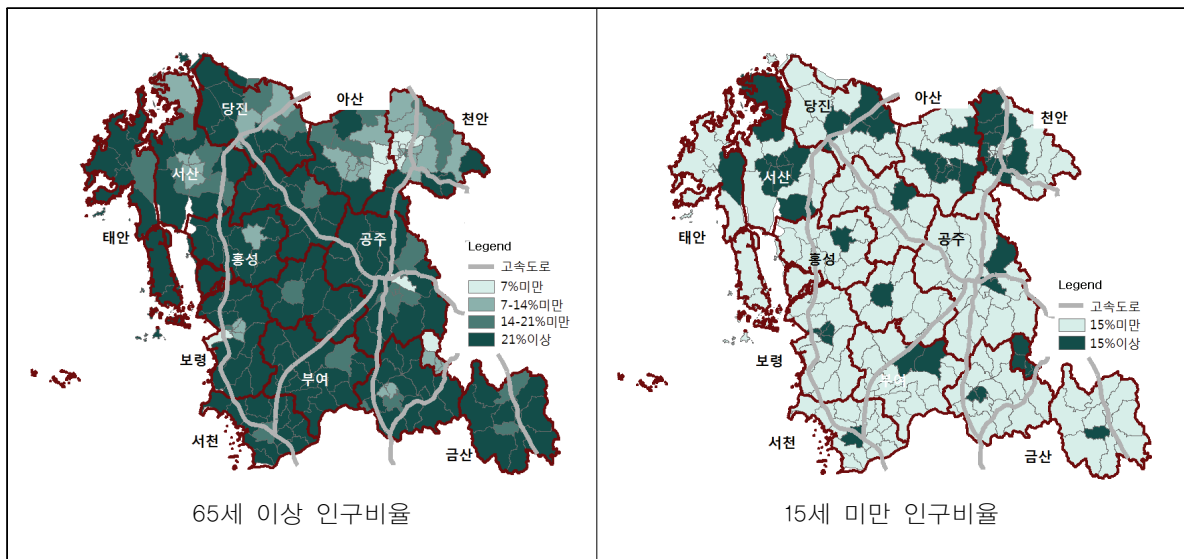 아산
당진
천안
서산
태안
공주
홍성
Legend
고속도로
7%미만
7-14%미만
14-21%미만
21%이상
보령
부여
서천
금산
65세 이상 인구비율
아산
당진
천안
서산
태안
공주
홍성
Legend
고속도로
15%미만
15%이상
보령
서천
금산
15세 미만 인구비율